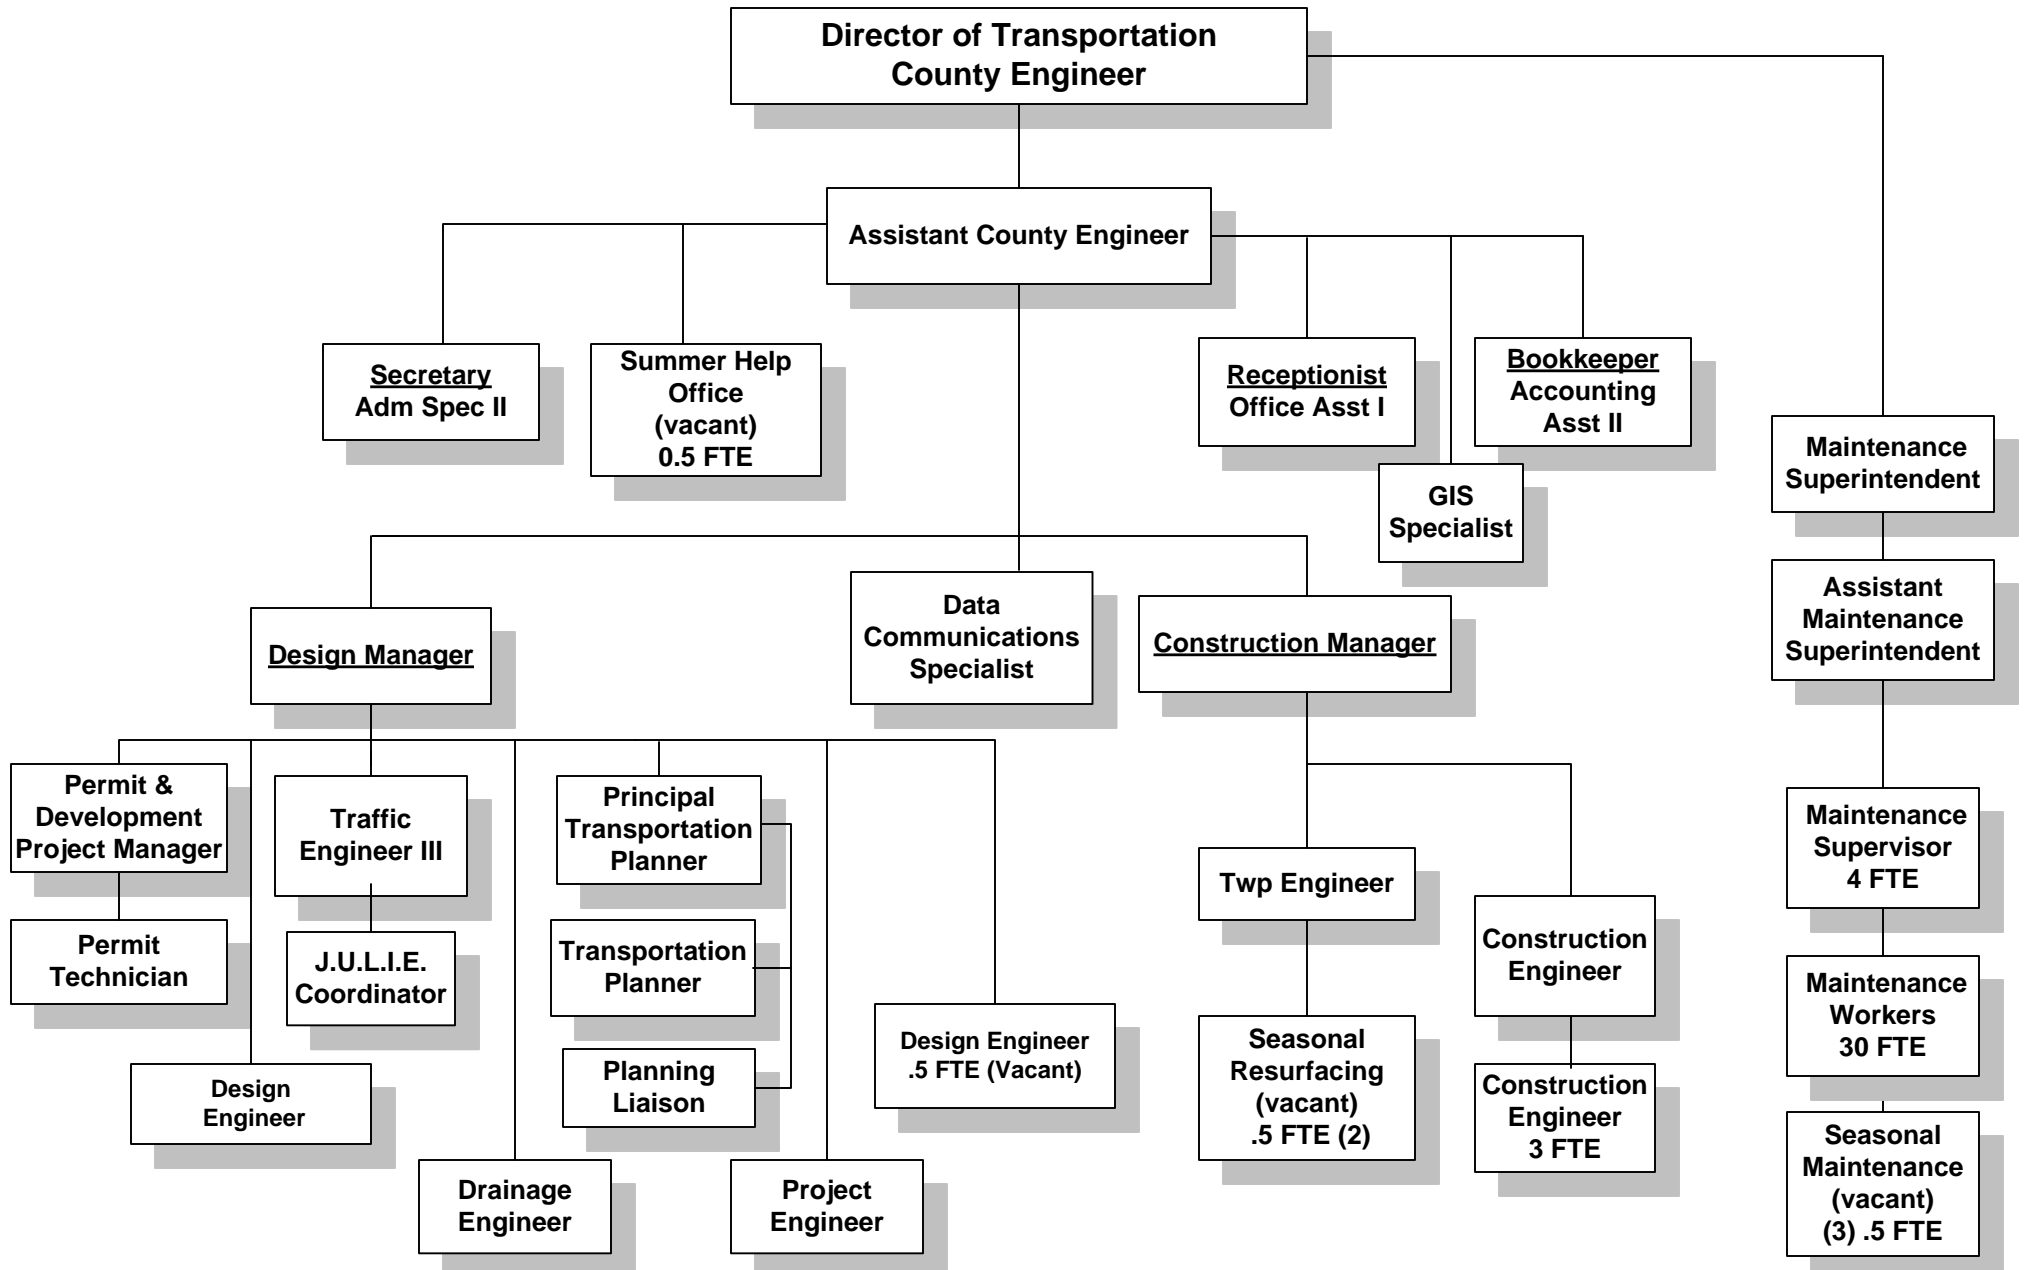 Director of Transportation
County Engineer
Assistant County Engineer
Secretary
Adm Spec II
Summer Help
Office
(vacant)
0.5 FTE
Receptionist
Office Asst I
Bookkeeper
Accounting
Asst II
GIS
Specialist
Maintenance
Superintendent
Assistant
Maintenance
Superintendent
Design Manager
Data
Communications
Specialist
Construction Manager
Permit &
Development
Project Manager
Traffic
Engineer III
Principal
Transportation
Planner
Maintenance
Supervisor
4 FTE
Twp Engineer
Permit
Technician
J.U.L.I.E.
Coordinator
Transportation
Planner
Construction
Engineer
Maintenance
Workers
30 FTE
Design Engineer
.5 FTE (Vacant)
Seasonal
Resurfacing
(vacant)
.5 FTE (2)
Design
Engineer
Planning
Liaison
Construction
Engineer
3 FTE
Seasonal
Maintenance
(vacant)
(3) .5 FTE
Drainage
Engineer
Project
Engineer